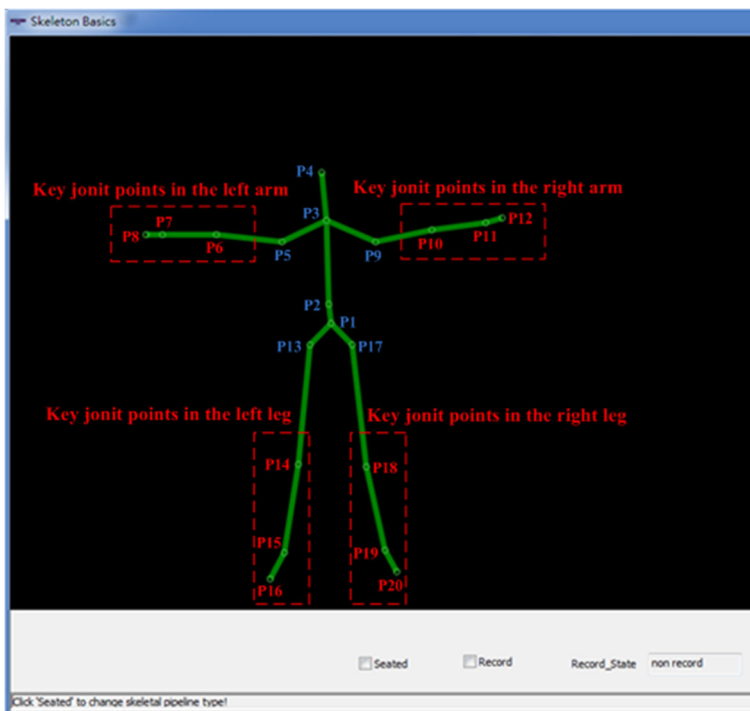 Skeleton Basics
P4
Key jonit points in the left arm
Key jonit points in the right arm
P3
P7
P12
P8
P6
P10
P11
P5
P9
P2
P1
P13
P17
Key jonit points in the left leg
Key jonit points in the right leg
P14
P18
P15
P19
P16
P20
Seated
Record
Record_State
non record
Click 'Seated' to change skeletal pipeline type!